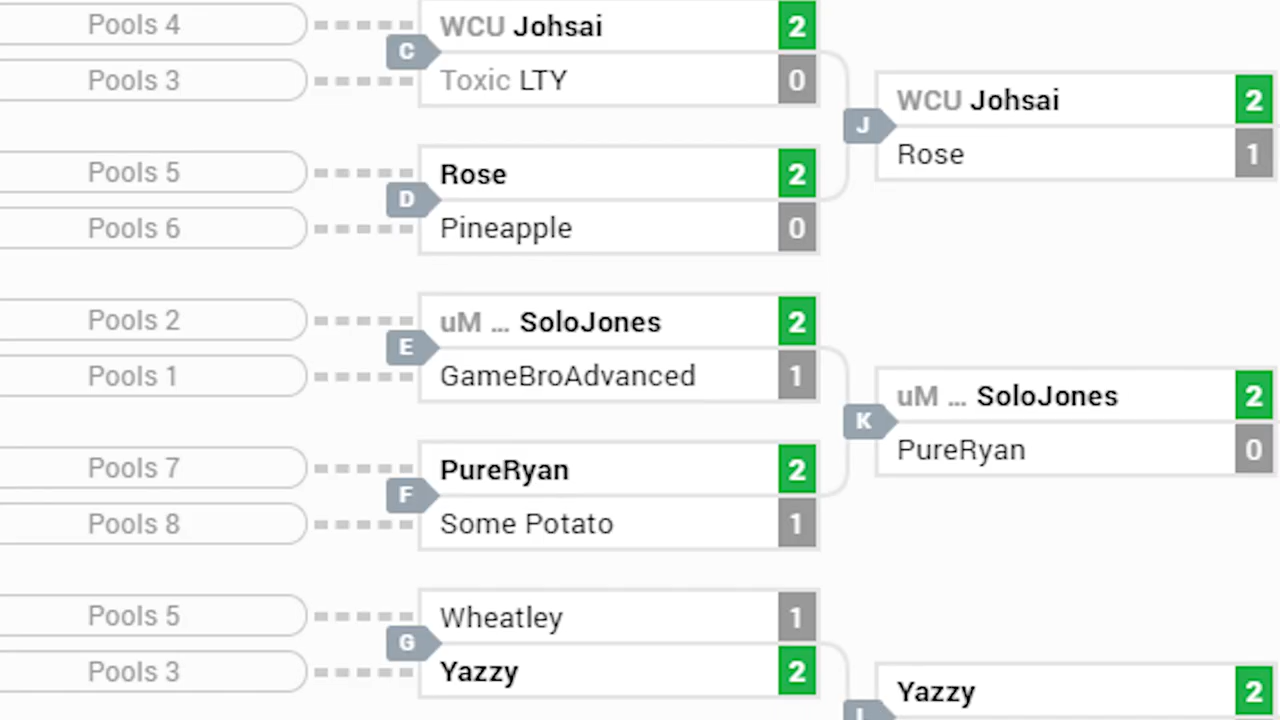 Pools 4
WCU Johsai 2
C
Pools 3
Toxic LTY 0
J
WCU Johsai 2
Rose 1
Pools 5
Rose 2
D
Pools 6
Pineapple 0
Pools 2
uM ... SoloJones 2
E
Pools 1
GameBroAdvanced 1
K
uM ... SoloJones 2
PureRyan 0
Pools 7
PureRyan 2
F
Pools 8
Some Potato 1
Pools 5
Wheatley 1
G
Pools 3
Yazzy 2
Yazzy 2